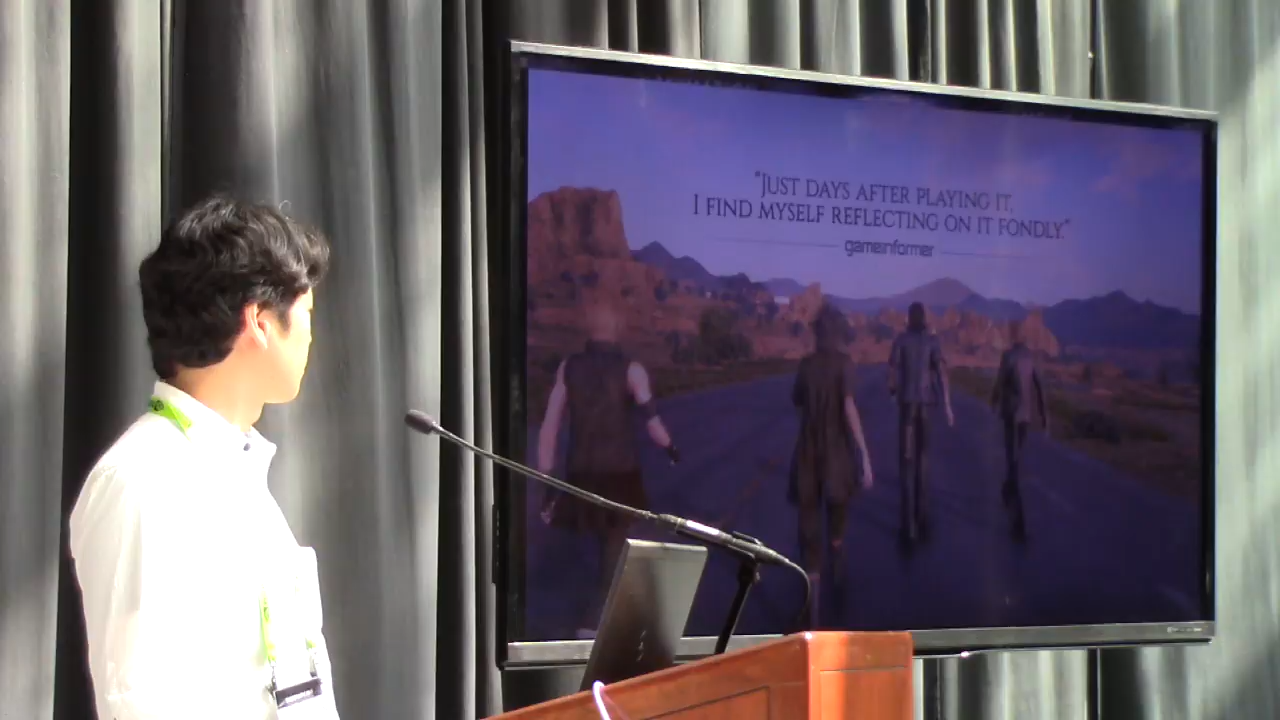 "JUST DAYS AFTER PLAYING IT,
I FIND MYSELF REFLECTING ON IT FONDLY."
gameinformer